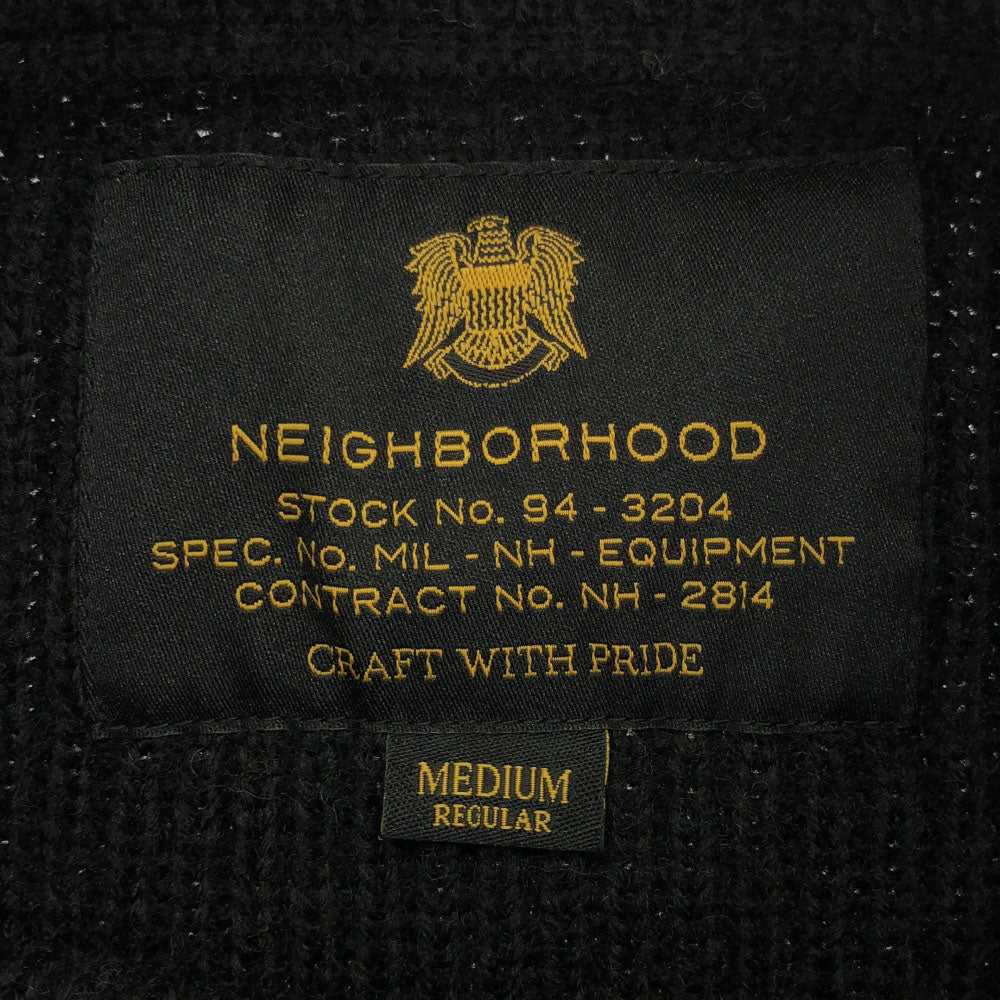 NEIGHBORHOOD
STOCK No. 94 - 3204
SPEC. No. MIL - NH - EQUIPMENT
CONTRACT No. NH - 2814
CRAFT WITH PRIDE
MEDIUM
REGULAR